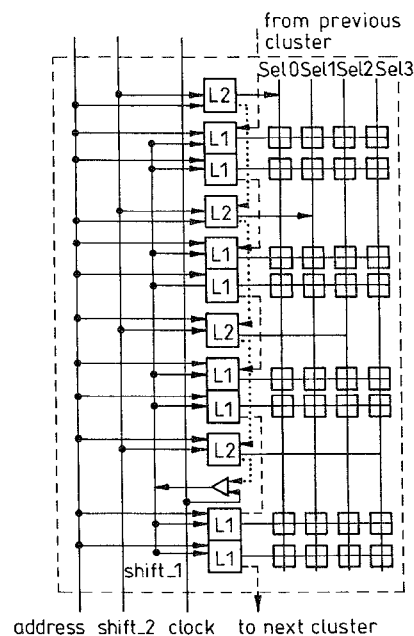 from previous
cluster
Sel0 Sel1 Sel2 Sel3
L2
L1
L1
L2
L1
L1
L2
L1
L1
L2
L1
L1
shift_1
address shift_2 clock to next cluster